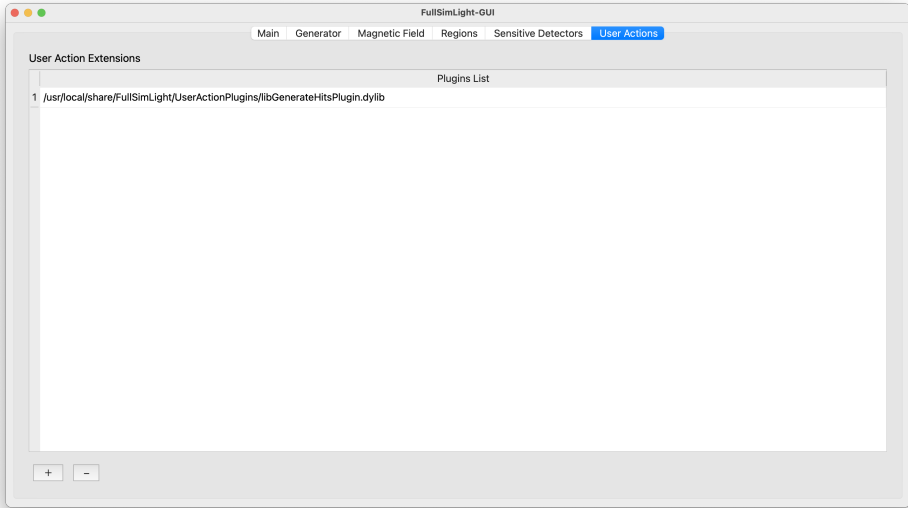 FullSimLight-GUI
Main Generator Magnetic Field Regions Sensitive Detectors User Actions
User Action Extensions
Plugins List
1 /usr/local/share/FullSimLight/UserActionPlugins/libGenerateHitsPlugin.dylib
+ -